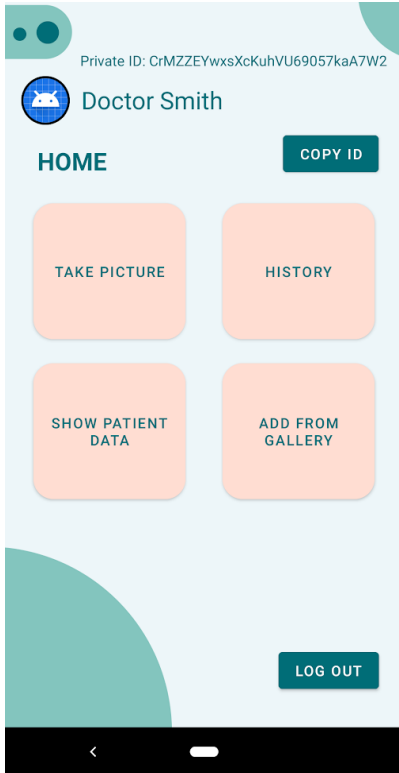 Private ID: CrMZZEYwxsXcKuhVU69057kaA7W2
Doctor Smith
HOME
COPY ID
TAKE PICTURE
HISTORY
SHOW PATIENT
DATA
ADD FROM
GALLERY
LOG OUT